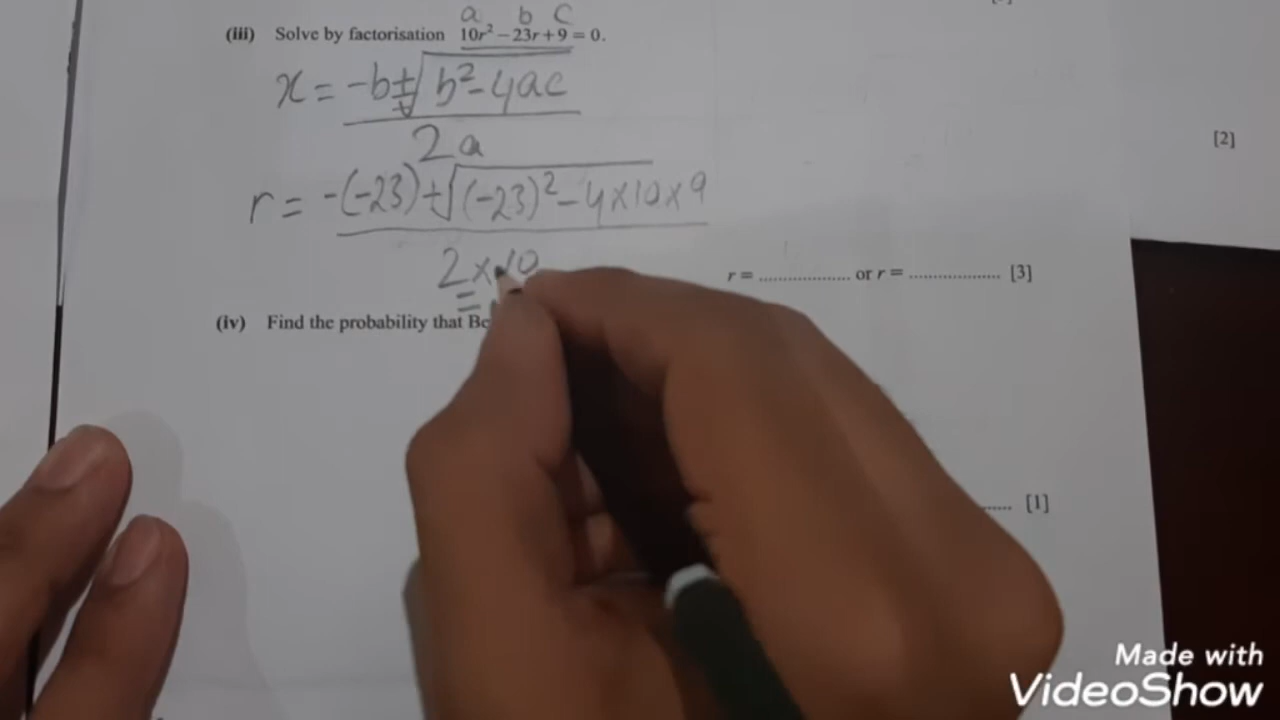 a b c
(iii) Solve by factorisation 10r² − 23r + 9 = 0.
x = -b±√b²-4ac
2a
[2]
r = -(-23)±√(-23)²-4×10×9
2×10
r = .................. or r = .................. [3]
=
(iv) Find the probability that
...... [1]
Made with
VideoShow